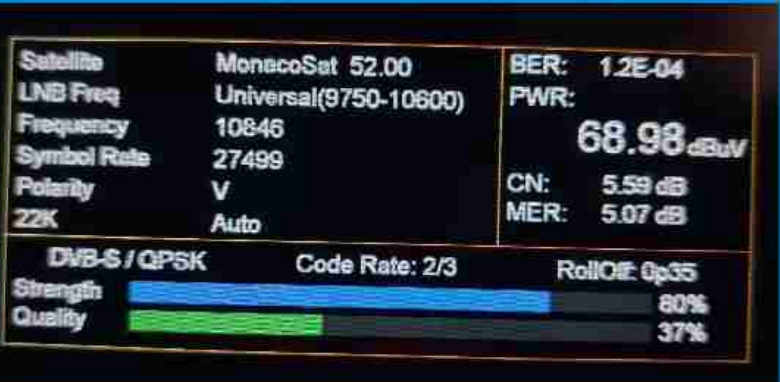 Satellite MonacoSat 52.00
LNB Freq Universal(9750-10600)
Frequency 10846
Symbol Rate 27499
Polarity V
22K Auto
BER: 1.2E-04
PWR:
68.98 dBuV
CN: 5.59 dB
MER: 5.07 dB
DVB-S / QPSK Code Rate: 2/3 RollOff: 0p35
Strength 80%
Quality 37%